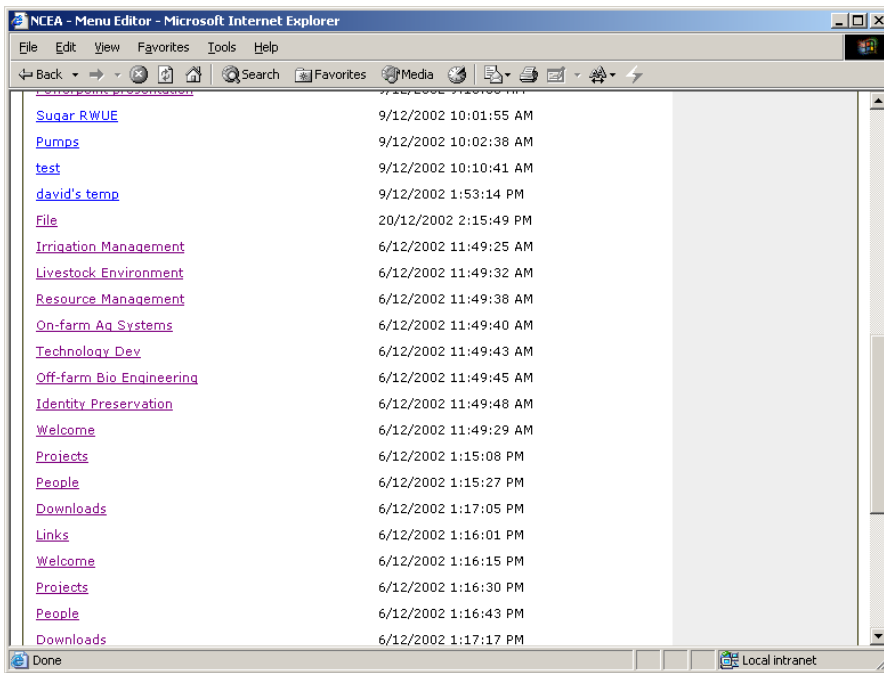 NCEA - Menu Editor - Microsoft Internet Explorer
File Edit View Favorites Tools Help
Back Search Favorites Media
Powerpoint presentation
Sugar RWUE 9/12/2002 10:01:55 AM
Pumps 9/12/2002 10:02:38 AM
test 9/12/2002 10:10:41 AM
david's temp 9/12/2002 1:53:14 PM
File 20/12/2002 2:15:49 PM
Irrigation Management 6/12/2002 11:49:25 AM
Livestock Environment 6/12/2002 11:49:32 AM
Resource Management 6/12/2002 11:49:38 AM
On-farm Ag Systems 6/12/2002 11:49:40 AM
Technology Dev 6/12/2002 11:49:43 AM
Off-farm Bio Engineering 6/12/2002 11:49:45 AM
Identity Preservation 6/12/2002 11:49:48 AM
Welcome 6/12/2002 11:49:29 AM
Projects 6/12/2002 1:15:08 PM
People 6/12/2002 1:15:27 PM
Downloads 6/12/2002 1:17:05 PM
Links 6/12/2002 1:16:01 PM
Welcome 6/12/2002 1:16:15 PM
Projects 6/12/2002 1:16:30 PM
People 6/12/2002 1:16:43 PM
Downloads 6/12/2002 1:17:17 PM
Done Local intranet